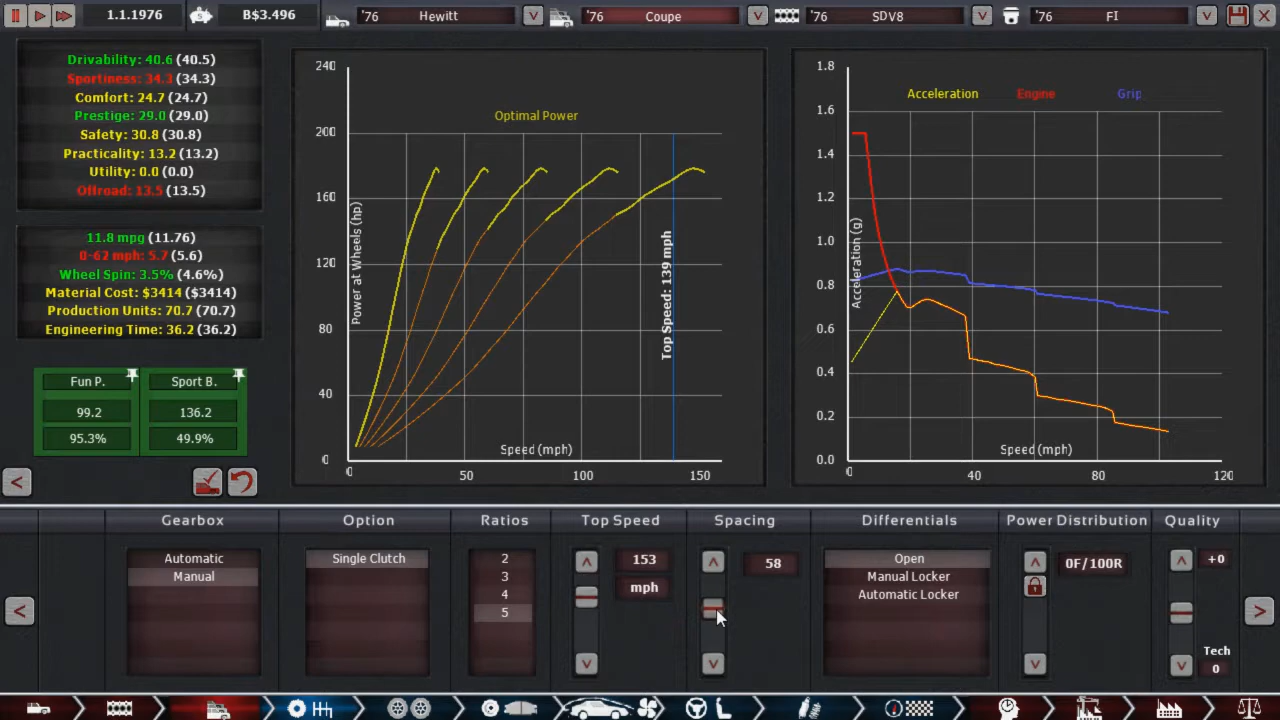 1.1.1976
B$3.496
'76 Hewitt
'76 Coupe
'76 SDV8
'76 FI
Drivability: 40.6 (40.5)
Sportiness: 34.3 (34.3)
Comfort: 24.7 (24.7)
Prestige: 29.0 (29.0)
Safety: 30.8 (30.8)
Practicality: 13.2 (13.2)
Utility: 0.0 (0.0)
Offroad: 13.5 (13.5)
11.8 mpg (11.76)
0-62 mph: 5.7 (5.6)
Wheel Spin: 3.5% (4.6%)
Material Cost: $3414 ($3414)
Production Units: 70.7 (70.7)
Engineering Time: 36.2 (36.2)
Fun P. Sport B.
99.2 136.2
95.3% 49.9%
<
240
200
160
120
80
40
0
Power at Wheels (hp)
Optimal Power
Top Speed: 139 mph
Speed (mph)
0 50 100 150
1.8
1.6
1.4
1.2
1.0
0.8
0.6
0.4
0.2
0.0
Acceleration (g)
Acceleration Engine Grip
Speed (mph)
0 40 80 120
Gearbox
Automatic
Manual
Option
Single Clutch
Ratios
2
3
4
5
Top Speed
153
mph
Spacing
58
Differentials
Open
Manual Locker
Automatic Locker
Power Distribution
0F/100R
Quality
+0
Tech
0
<
>